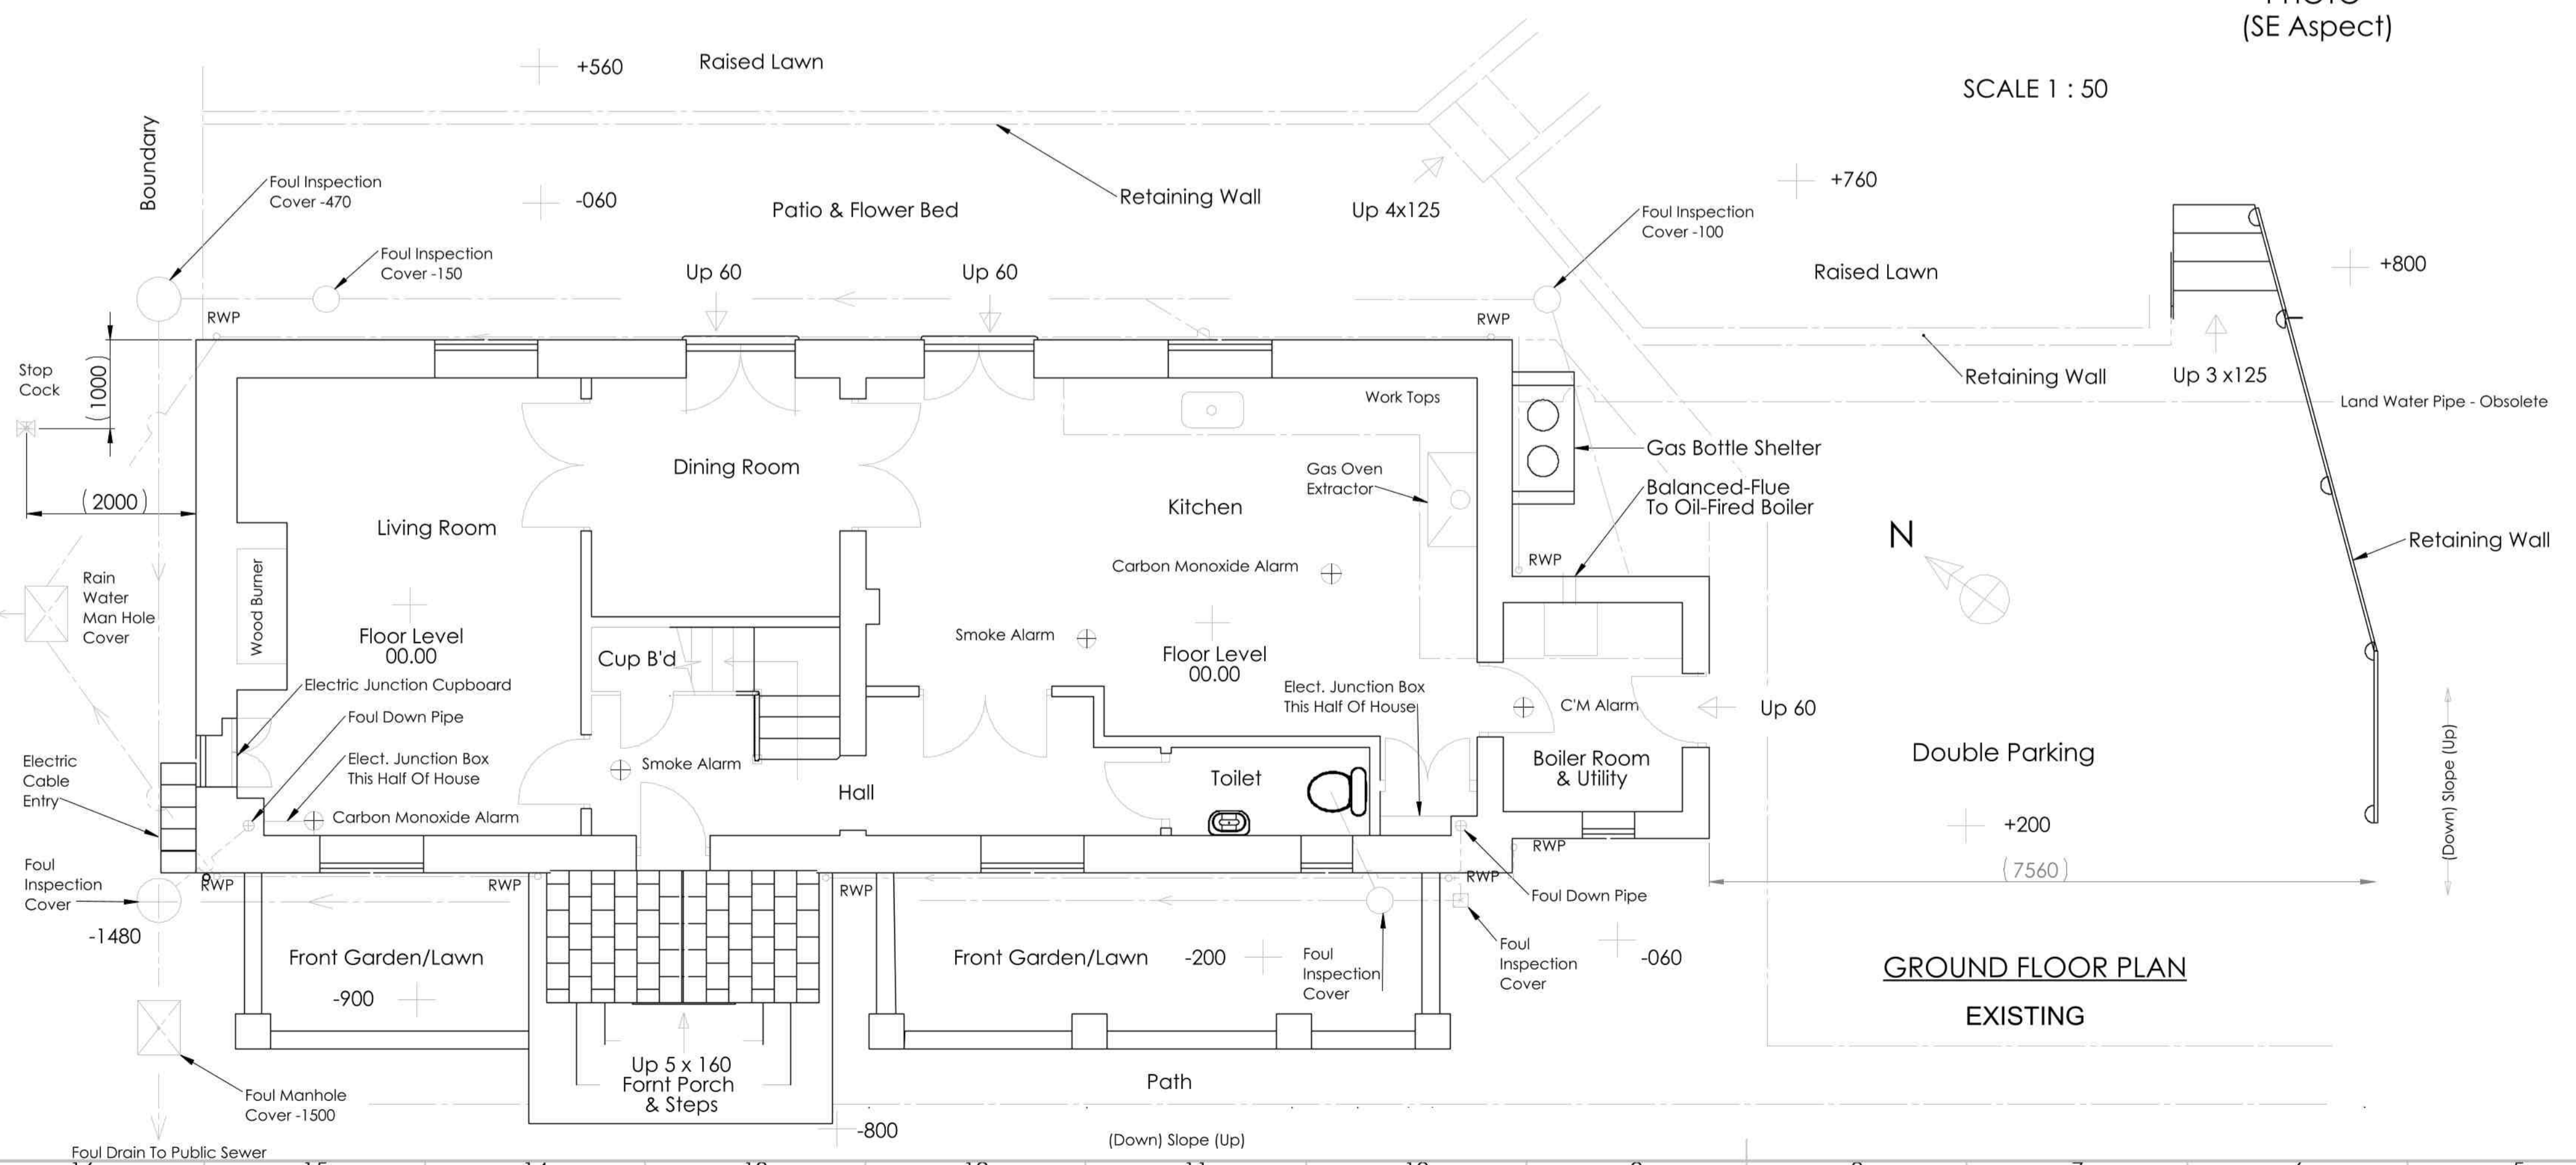 (SE Aspect)
SCALE 1 : 50
+560
Raised Lawn
Boundary
Foul Inspection
Cover -470
-060
Patio & Flower Bed
Retaining Wall
Up 4x125
+760
Foul Inspection
Cover -100
Foul Inspection
Cover -150
Up 60
Up 60
Raised Lawn
+800
RWP
RWP
Stop
Cock
(1000)
Retaining Wall
Up 3 x125
Work Tops
Land Water Pipe - Obsolete
Gas Bottle Shelter
Dining Room
Gas Oven
Extractor
Balanced-Flue
To Oil-Fired Boiler
(2000)
Living Room
Kitchen
N
Retaining Wall
RWP
Carbon Monoxide Alarm
Rain
Water
Man Hole
Cover
Wood Burner
Floor Level
00.00
Cup B'd
Smoke Alarm
Floor Level
00.00
Electric Junction Cupboard
Elect. Junction Box
This Half Of House
C'M Alarm
Up 60
Foul Down Pipe
Electric
Cable
Entry
Elect. Junction Box
This Half Of House
Smoke Alarm
Hall
Toilet
Boiler Room
& Utility
Double Parking
(Down) Slope (Up)
Carbon Monoxide Alarm
+200
RWP
(7560)
Foul
Inspection
Cover
RWP
RWP
RWP
RWP
Foul Down Pipe
-1480
Front Garden/Lawn
-900
Front Garden/Lawn
-200
Foul
Inspection
Cover
Foul
Inspection
Cover
-060
GROUND FLOOR PLAN
EXISTING
Up 5 x 160
Fornt Porch
& Steps
Path
Foul Manhole
Cover -1500
-800
(Down) Slope (Up)
Foul Drain To Public Sewer